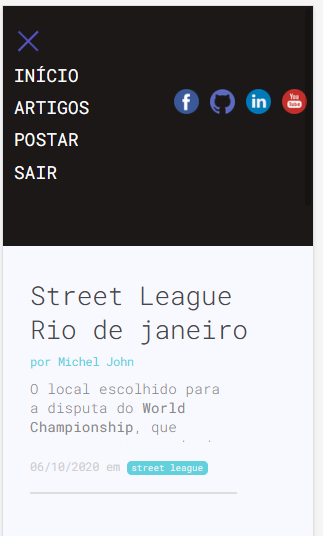 INÍCIO
ARTIGOS
POSTAR
SAIR
f
in
You
Tube
Street League
Rio de janeiro
por Michel John
O local escolhido para
a disputa do World
Championship, que
06/10/2020 em street league